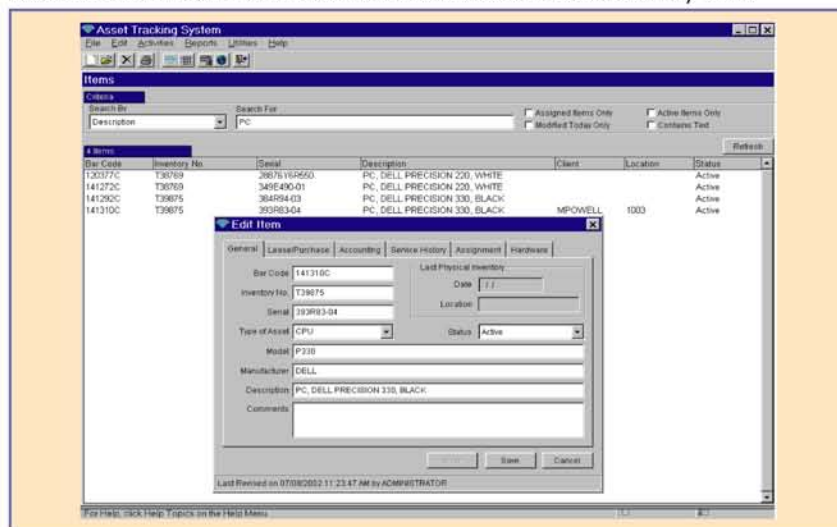 Asset Tracking System
File Edit Activities Reports Utilities Help
Items
Criteria
Search By Search For
Description PC
Assigned Items Only Active Items Only
Modified Today Only Contains Text
Refresh
4 Items
Bar Code Inventory No. Serial Description Client Location Status
120377C T38769 PC, DELL PRECISION 220, WHITE Active
141272C T38769 349E490-01 PC, DELL PRECISION 220, WHITE Active
141292C T39875 384R94-03 PC, DELL PRECISION 330, BLACK Active
141310C T39875 393R83-04 PC, DELL PRECISION 330, BLACK MPOWELL 1003 Active
Edit Item
General Lease/Purchase Accounting Service History Assignment Hardware
Bar Code 141310C
Inventory No. T39875
Serial 393R83-04
Last Physical Inventory
Date / /
Location
Type of Asset CPU Status Active
Model P330
Manufacturer DELL
Description PC, DELL PRECISION 330, BLACK
Comments
Save Cancel
Last Revised on 07/08/2002 11:23:47 AM by ADMINISTRATOR
For Help, click Help Topics on the Help Menu.